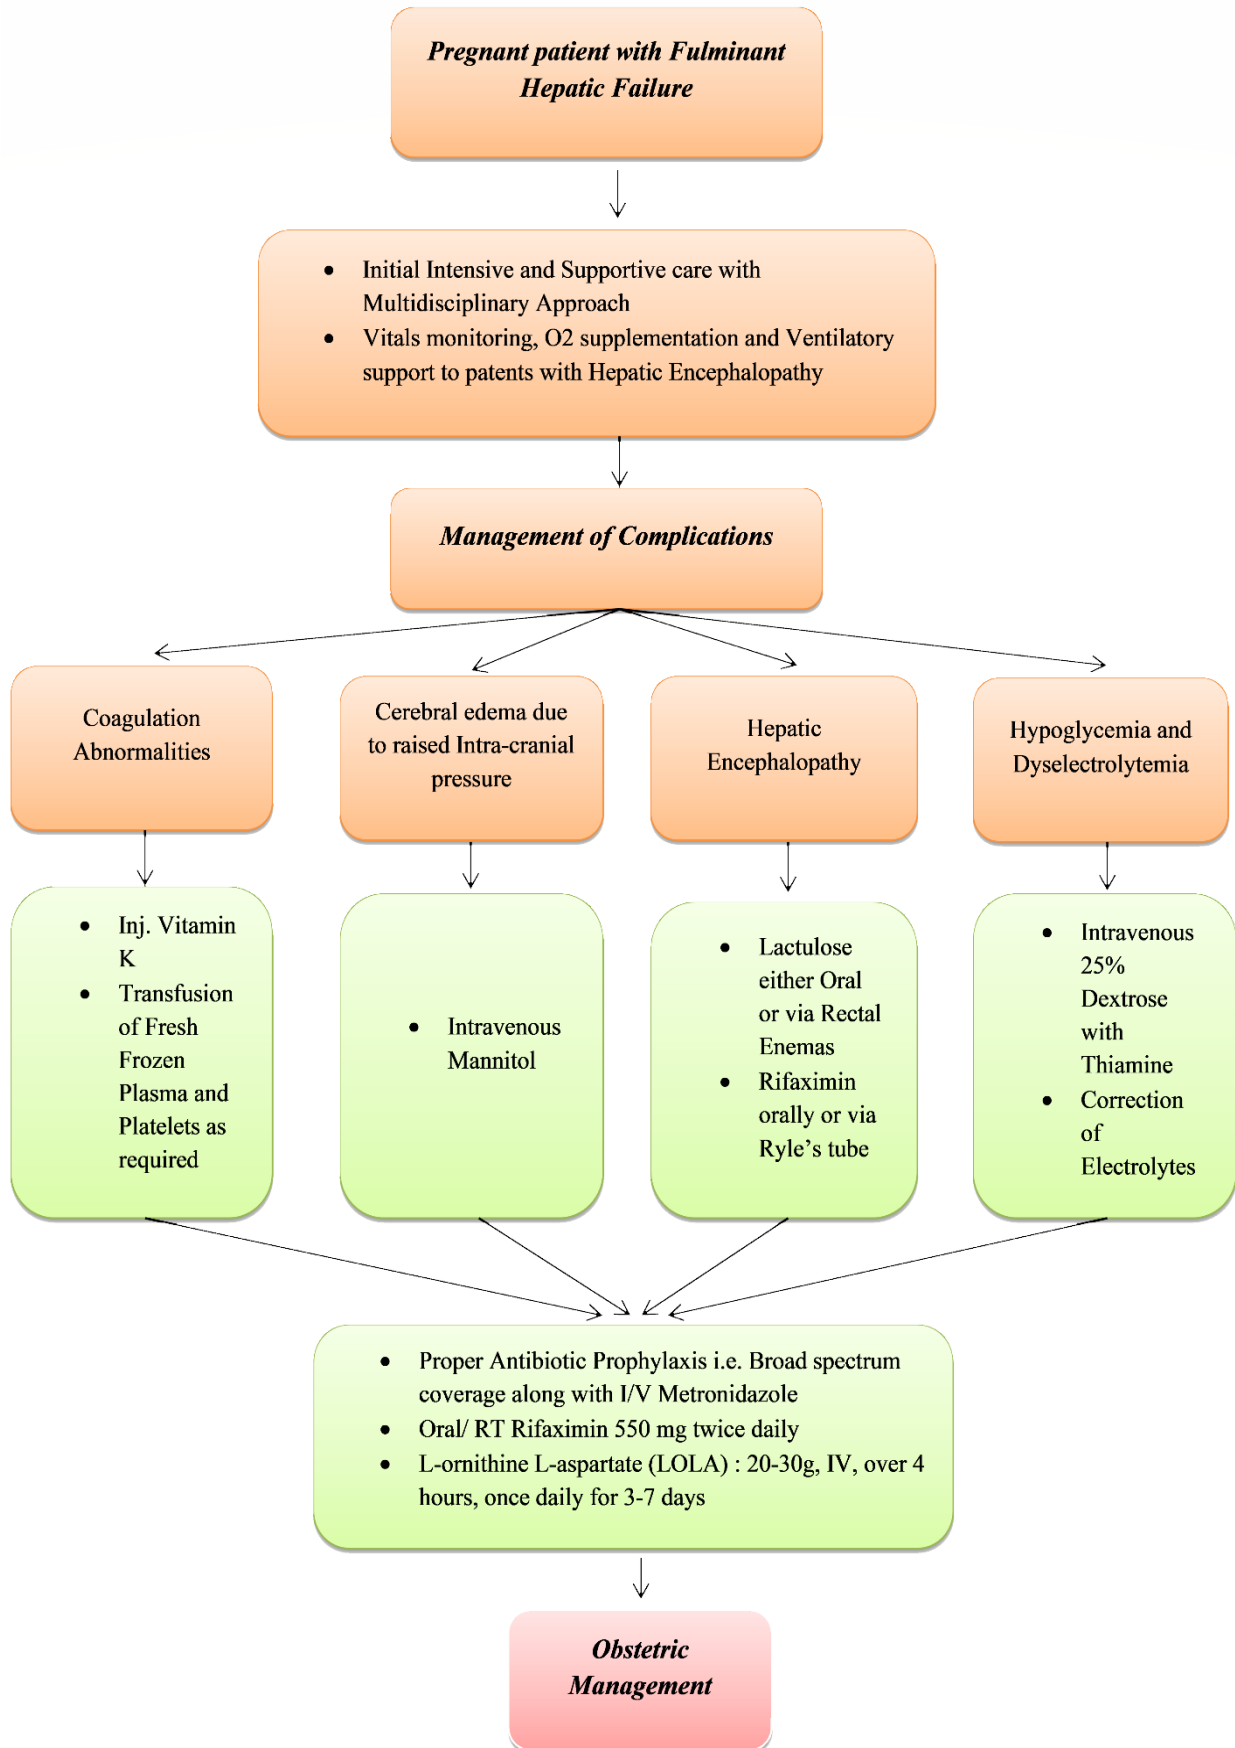 Pregnant patient with Fulminant
Hepatic Failure
• Initial Intensive and Supportive care with
Multidisciplinary Approach
• Vitals monitoring, O2 supplementation and Ventilatory
support to patents with Hepatic Encephalopathy
Management of Complications
Coagulation
Abnormalities
Cerebral edema due
to raised Intra-cranial
pressure
Hepatic
Encephalopathy
Hypoglycemia and
Dyselectrolytemia
• Inj. Vitamin
K
• Transfusion
of Fresh
Frozen
Plasma and
Platelets as
required
• Intravenous
Mannitol
• Lactulose
either Oral
or via Rectal
Enemas
• Rifaximin
orally or via
Ryle’s tube
• Intravenous
25%
Dextrose
with
Thiamine
• Correction
of
Electrolytes
• Proper Antibiotic Prophylaxis i.e. Broad spectrum
coverage along with I/V Metronidazole
• Oral/ RT Rifaximin 550 mg twice daily
• L-ornithine L-aspartate (LOLA) : 20-30g, IV, over 4
hours, once daily for 3-7 days
Obstetric
Management